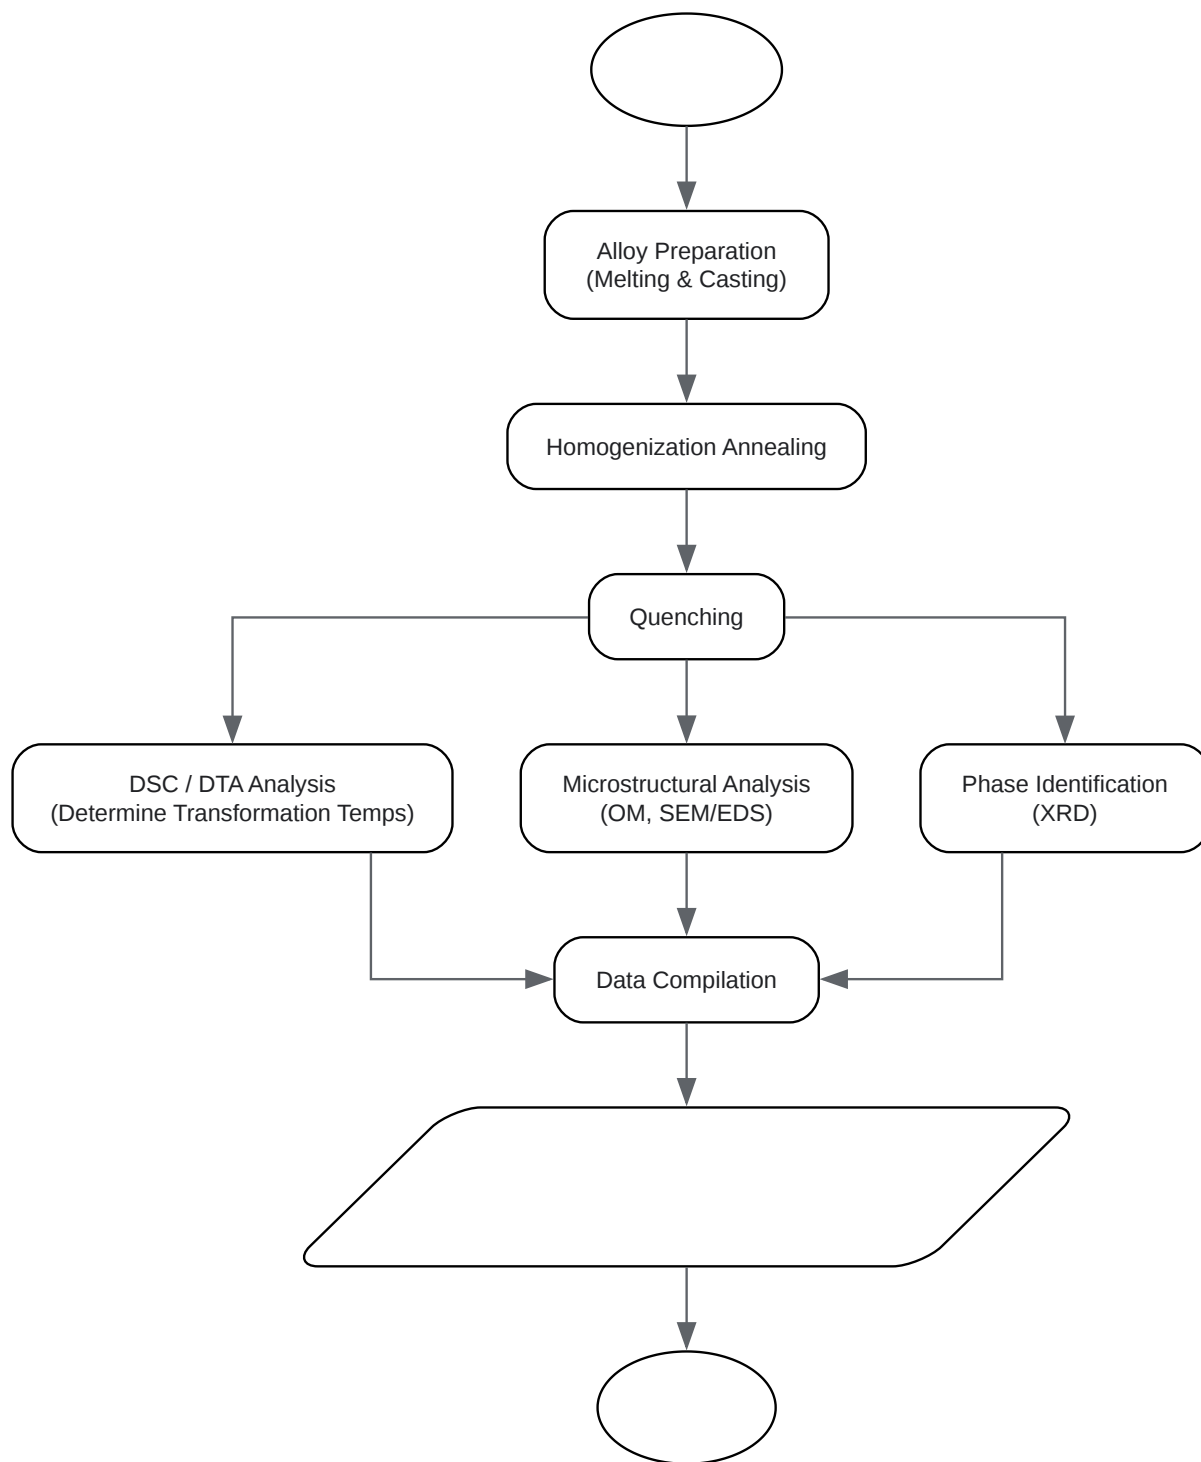 Alloy Preparation
(Melting & Casting)
Homogenization Annealing
Quenching
DSC / DTA Analysis
(Determine Transformation Temps)
Microstructural Analysis
(OM, SEM/EDS)
Phase Identification
(XRD)
Data Compilation